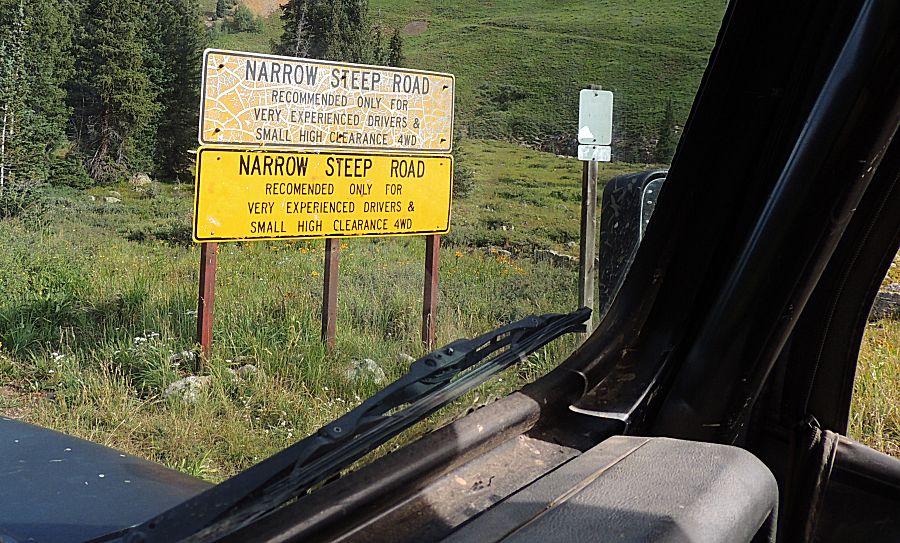 NARROW STEEP ROAD
RECOMMENDED ONLY FOR
VERY EXPERIENCED DRIVERS &
SMALL HIGH CLEARANCE 4WD
NARROW STEEP ROAD
RECOMENDED ONLY FOR
VERY EXPERIENCED DRIVERS &
SMALL HIGH CLEARANCE 4WD